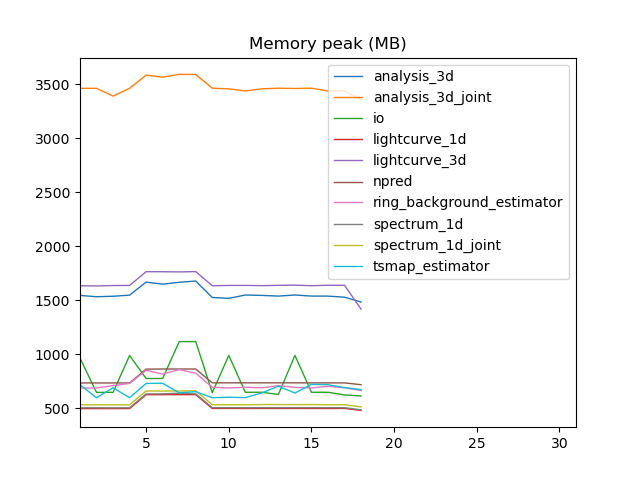 Memory peak (MB)
3500
3000
2500
2000
1500
1000
500
5
10
15
20
25
30
analysis_3d
analysis_3d_joint
io
lightcurve_1d
lightcurve_3d
npred
ring_background_estimator
spectrum_1d
spectrum_1d_joint
tsmap_estimator